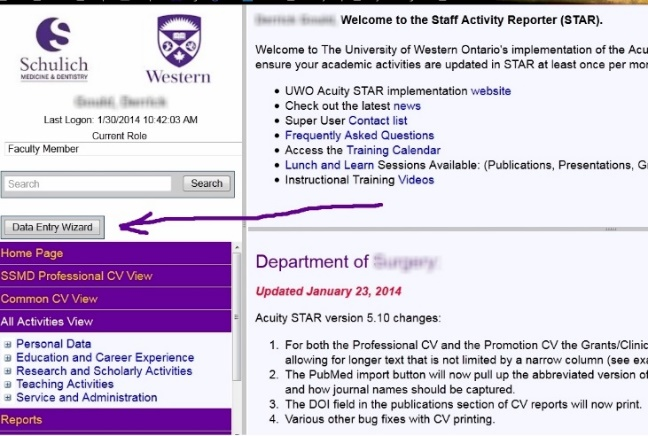 Schulich
MEDICINE & DENTISTRY
Western
Last Logon: 1/30/2014 10:42:03 AM
Current Role
Faculty Member
Search
Search
Data Entry Wizard
Home Page
SSMD Professional CV View
Common CV View
All Activities View
Personal Data
Education and Career Experience
Research and Scholarly Activities
Teaching Activities
Service and Administration
Reports
Welcome to the Staff Activity Reporter (STAR).
Welcome to The University of Western Ontario's implementation of the Acu
ensure your academic activities are updated in STAR at least once per mo
UWO Acuity STAR implementation website
Check out the latest news
Super User Contact list
Frequently Asked Questions
Access the Training Calendar
Lunch and Learn Sessions Available: (Publications, Presentations, G
Instructional Training Videos
Department of
Updated January 23, 2014
Acuity STAR version 5.10 changes:
1. For both the Professional CV and the Promotion CV the Grants/Clinic
allowing for longer text that is not limited by a narrow column (see exa
2. The PubMed import button will now pull up the abbreviated version of
and how journal names should be captured.
3. The DOI field in the publications section of CV reports will now print.
4. Various other bug fixes with CV printing.